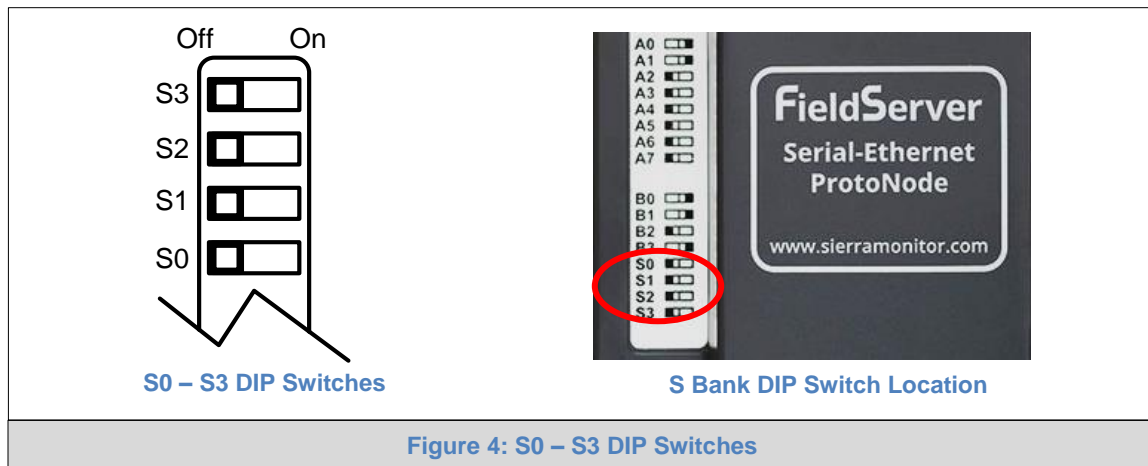 Off On
S3
S2
S1
S0
S0 – S3 DIP Switches
A0
A1
A2
A3
A4
A5
A6
A7
B0
B1
B2
B3
S0
S1
S2
S3
FieldServer
Serial-Ethernet
ProtoNode
www.sierramonitor.com
S Bank DIP Switch Location
Figure 4: S0 – S3 DIP Switches